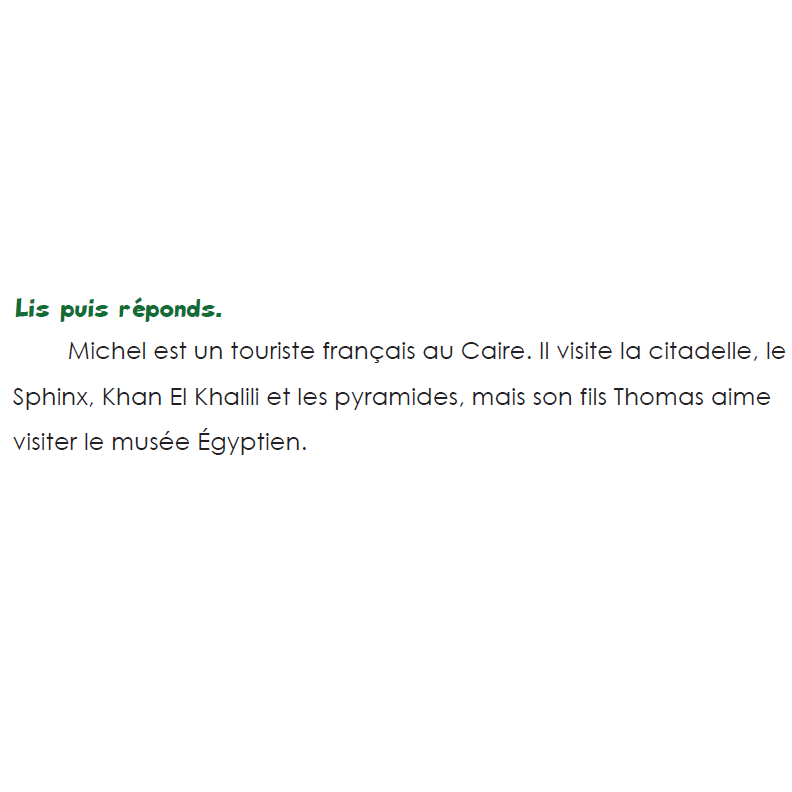 Lis puis réponds.
Michel est un touriste français au Caire. Il visite la citadelle, le
Sphinx, Khan El Khalili et les pyramides, mais son fils Thomas aime
visiter le musée Égyptien.